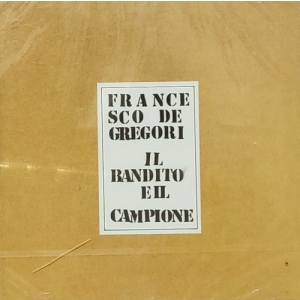 FRANCE
SCO DE
GREGORI
IL
BANDITO
E IL
CAMPIONE